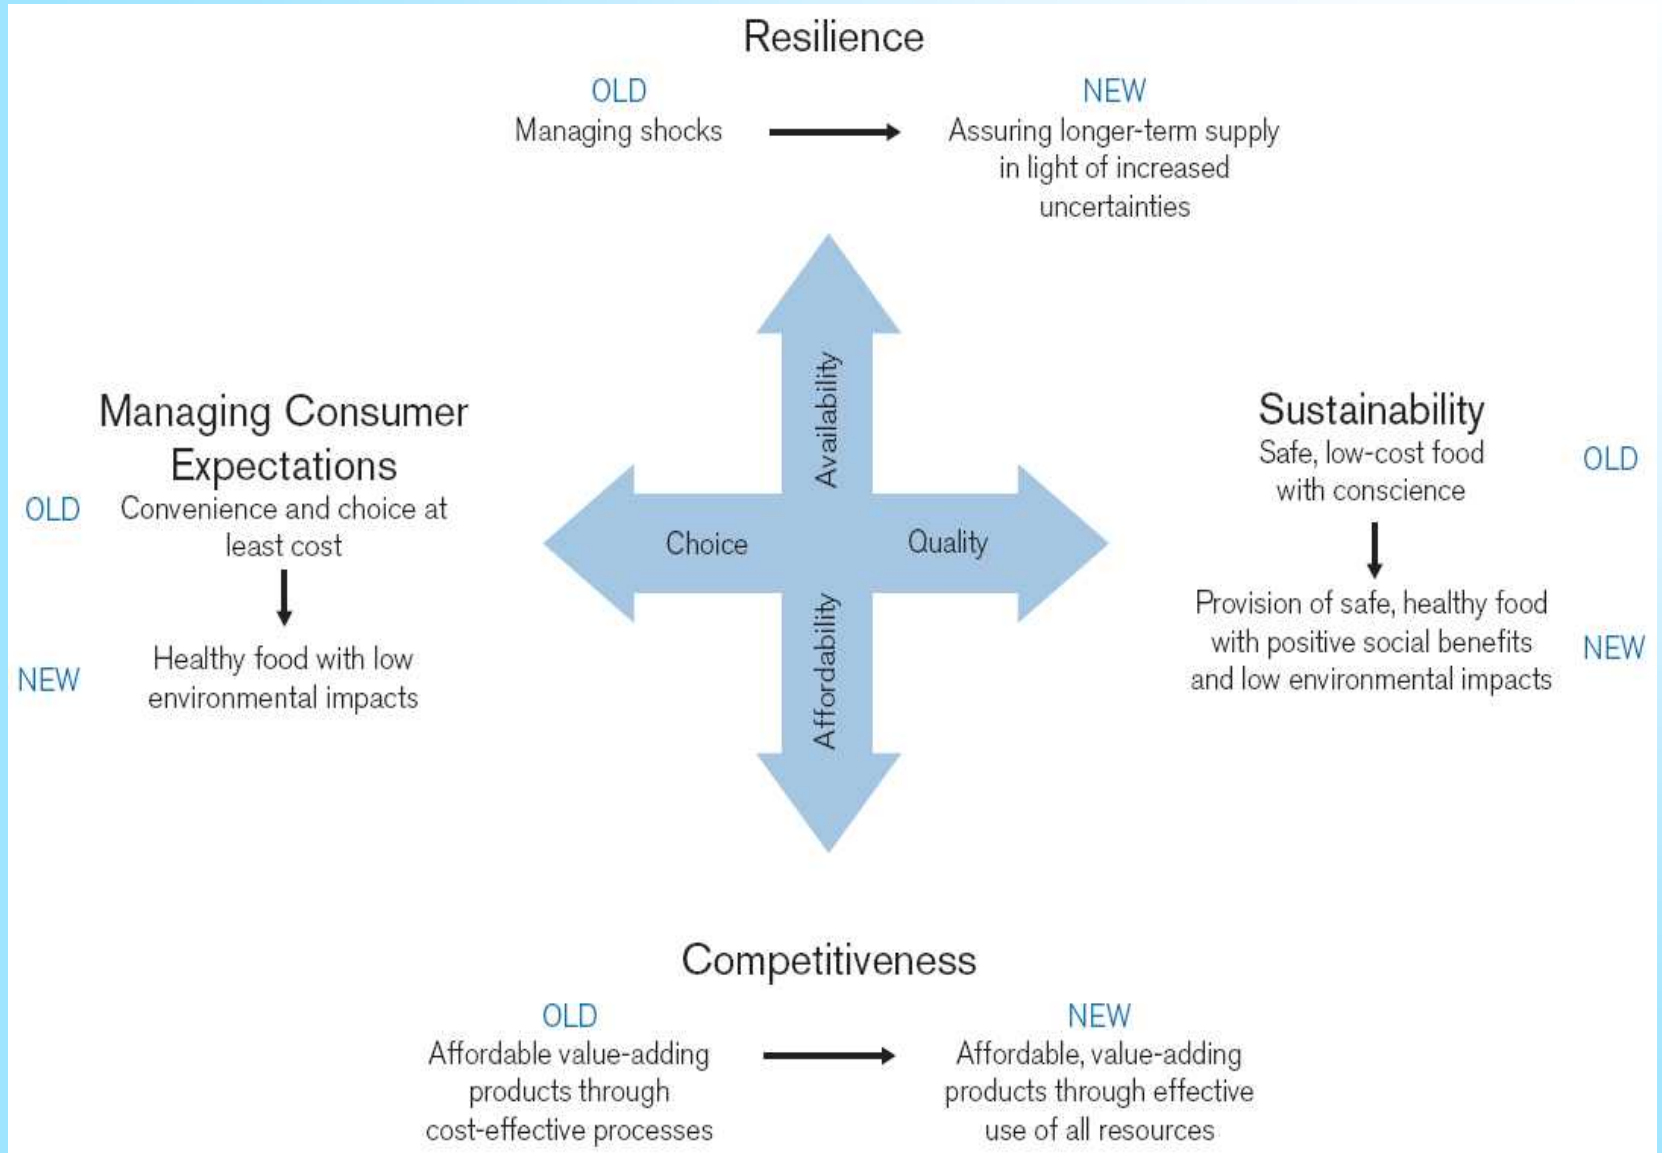 Resilience
OLD
NEW
Managing shocks
Assuring longer-term supply
in light of increased
uncertainties
Availability
Managing Consumer
Expectations
OLD
Convenience and choice at
least cost
NEW
Healthy food with low
environmental impacts
Choice
Quality
Sustainability
Safe, low-cost food
with conscience
OLD
Provision of safe, healthy food
with positive social benefits
and low environmental impacts
NEW
Affordability
Competitiveness
OLD
Affordable value-adding
products through
cost-effective processes
NEW
Affordable, value-adding
products through effective
use of all resources